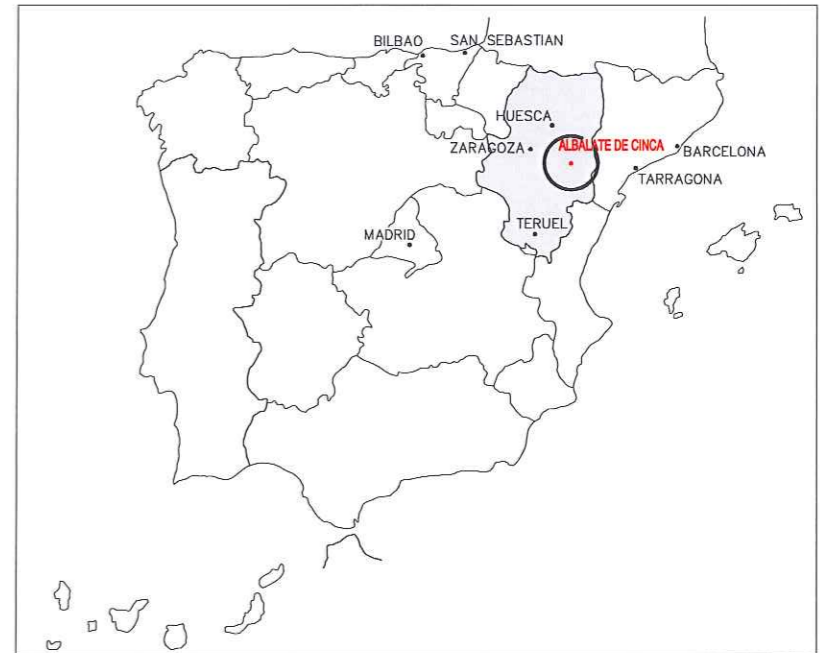 BILBAO
SAN SEBASTIAN
HUESCA
ZARAGOZA
ALBALATE DE CINCA
BARCELONA
TARRAGONA
TERUEL
MADRID